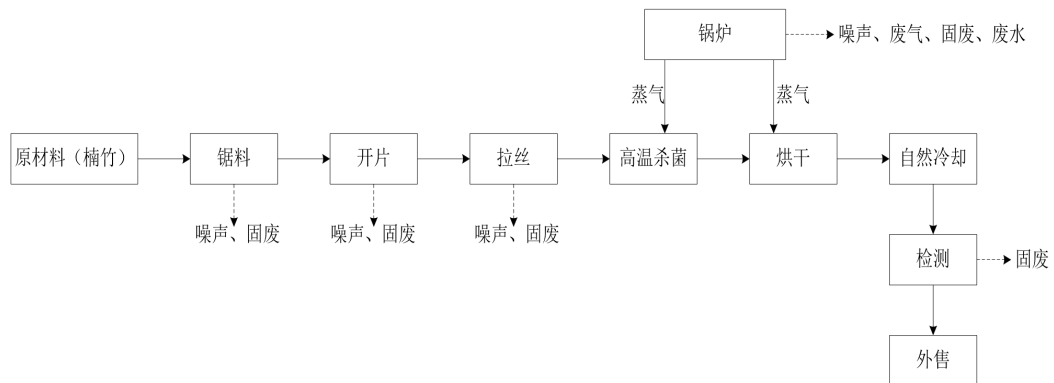 锅炉
噪声、废气、固废、废水
蒸气
蒸气
原材料（楠竹）
锯料
开片
拉丝
高温杀菌
烘干
自然冷却
噪声、固废
噪声、固废
噪声、固废
检测
固废
外售